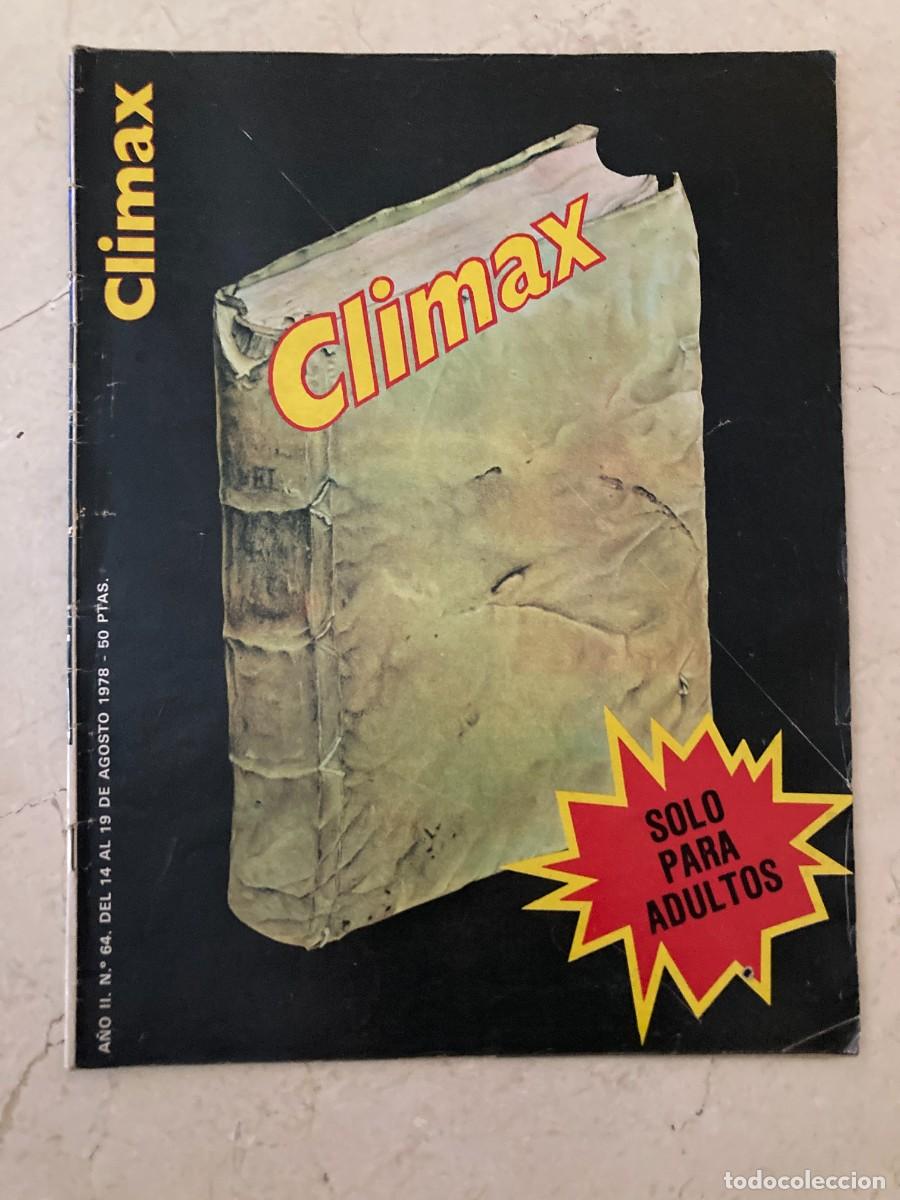 Climax
Climax
AÑO II. N.° 64. DEL 14 AL 19 DE AGOSTO 1978 - 50 PTAS.
SOLO
PARA
ADULTOS
todocoleccion